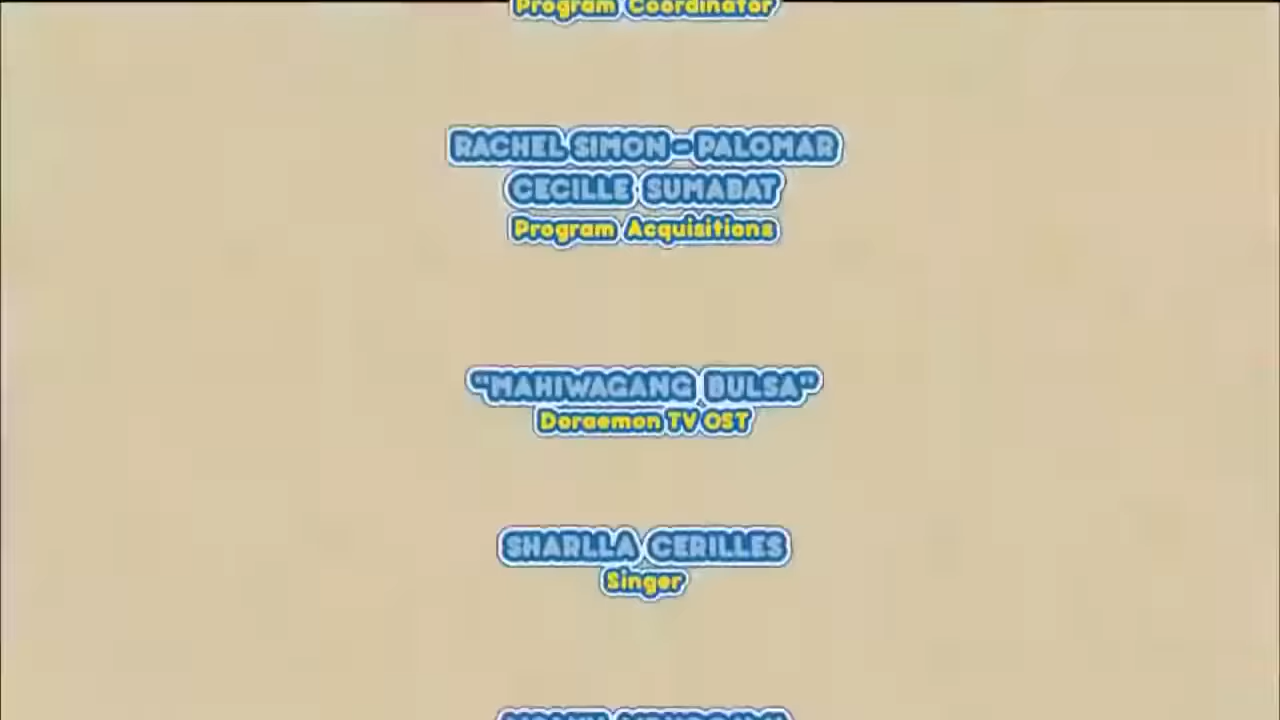 Program Coordinator
RACHEL SIMON - PALOMAR
CECILLE SUMABAT
Program Acquisitions
"MAHIWAGANG BULSA"
Doraemon TV OST
SHARLLA CERILLES
Singer